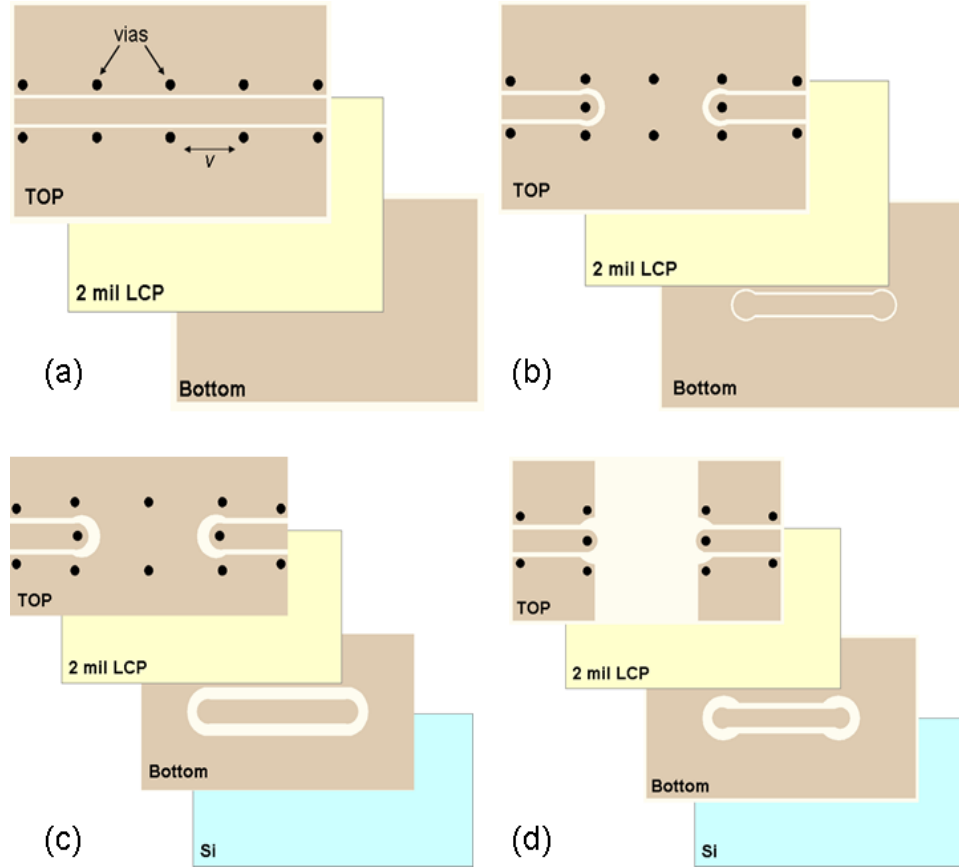 vias
v
TOP
2 mil LCP
Bottom
(a)
TOP
2 mil LCP
Bottom
(b)
TOP
2 mil LCP
Bottom
Si
(c)
TOP
2 mil LCP
Bottom
Si
(d)